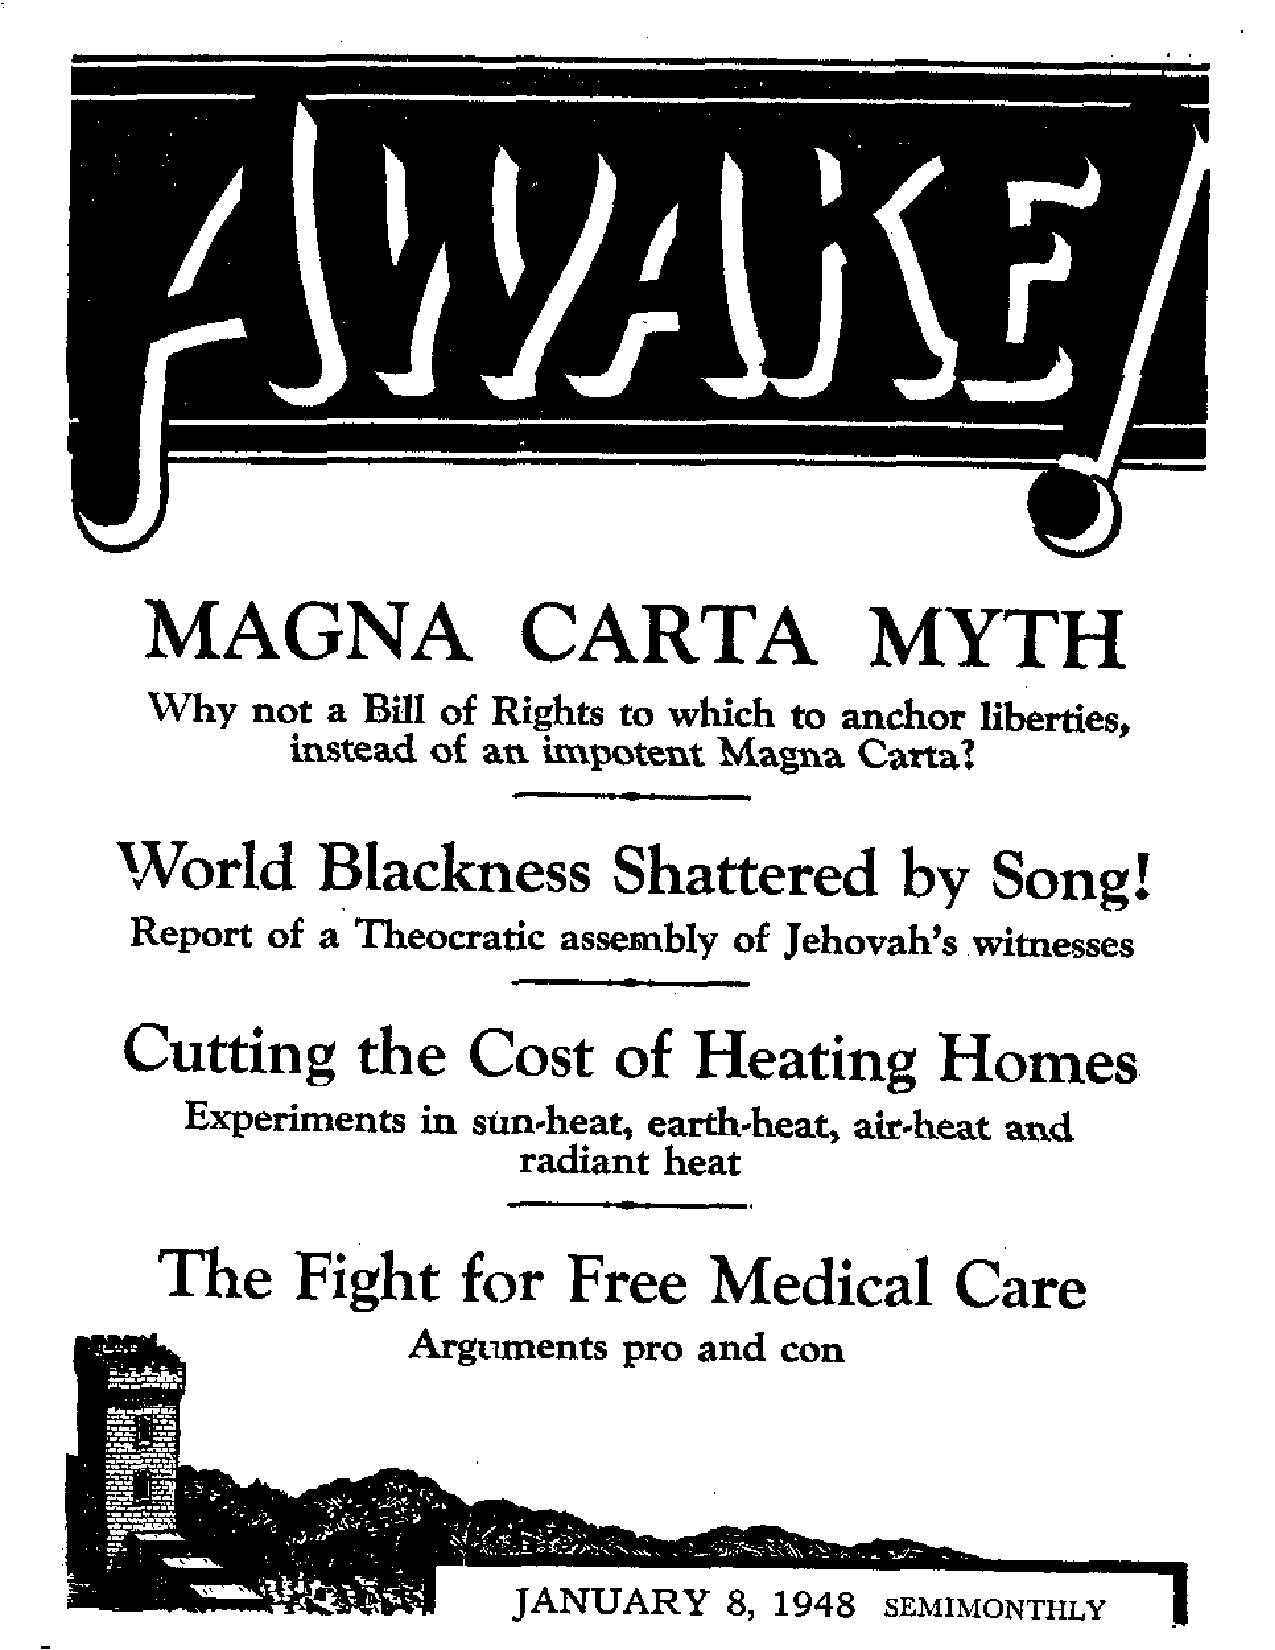 AWAKE!
MAGNA CARTA MYTH
Why not a Bill of Rights to which to anchor liberties,
instead of an impotent Magna Carta?
World Blackness Shattered by Song!
Report of a Theocratic assembly of Jehovah's witnesses
Cutting the Cost of Heating Homes
Experiments in sun-heat, earth-heat, air-heat and
radiant heat
The Fight for Free Medical Care
Arguments pro and con
JANUARY 8, 1948 SEMIMONTHLY